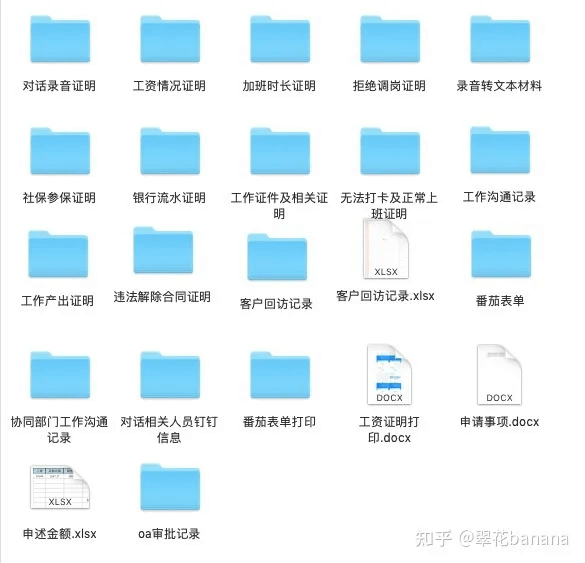 对话录音证明 工资情况证明 加班时长证明 拒绝调岗证明 录音转文本材料
社保参保证明 银行流水证明 工作证件及相关证 无法打卡及正常上 工作沟通记录
明 班证明
XLSX
工作产出证明 违法解除合同证明 客户回访记录 客户回访记录.xlsx 番茄表单
DOCX DOCX
协同部门工作沟通 对话相关人员钉钉 番茄表单打印 工资证明打 申请事项.docx
记录 信息 印.docx
XLSX
申述金额.xlsx oa审批记录
知乎 @翠花banana